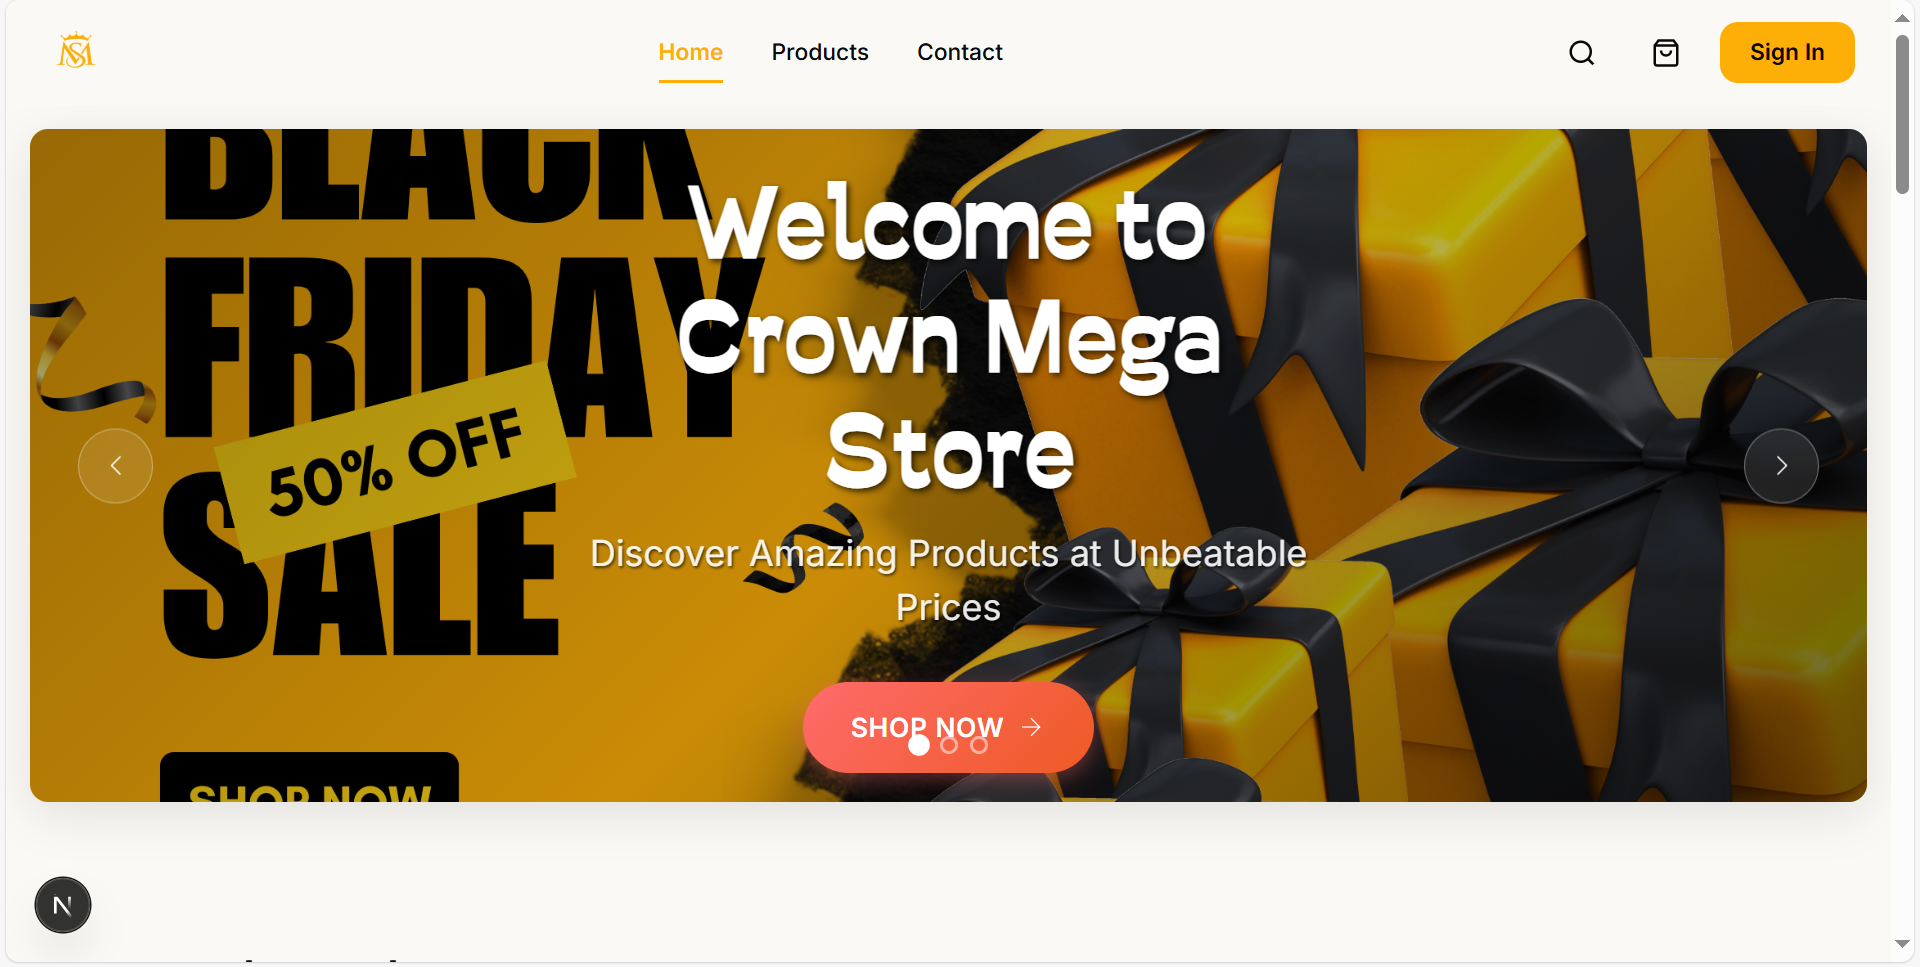 Home Products Contact Sign In
BLACK
FRIDAY
50% OFF
SALE
SHOP NOW
Welcome to
Crown Mega
Store
Discover Amazing Products at Unbeatable
Prices
SHOP NOW
N